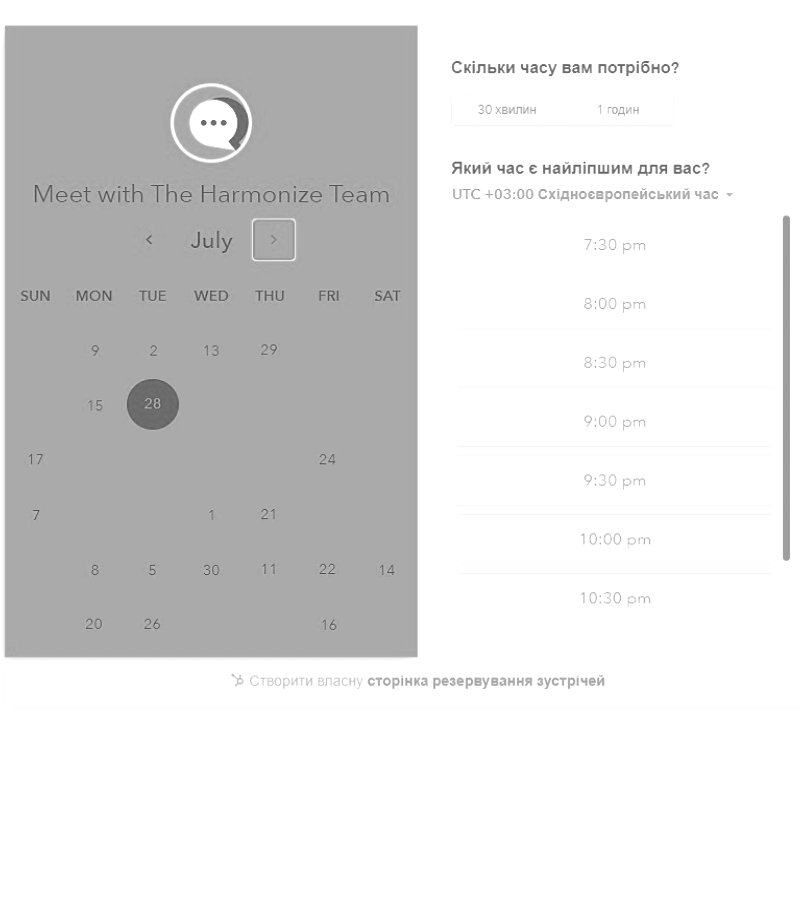 Meet with The Harmonize Team
July
SUN MON TUE WED THU FRI SAT
9 2 13 29
15 28
17 24
7 1 21
8 5 30 11 22 14
20 26 16
Скільки часу вам потрібно?
30 хвилин 1 годин
Який час є найліпшим для вас?
UTC +03:00 Східноєвропейський час
7:30 pm
8:00 pm
8:30 pm
9:00 pm
9:30 pm
10:00 pm
10:30 pm
Створити власну сторінка резервування зустрічей